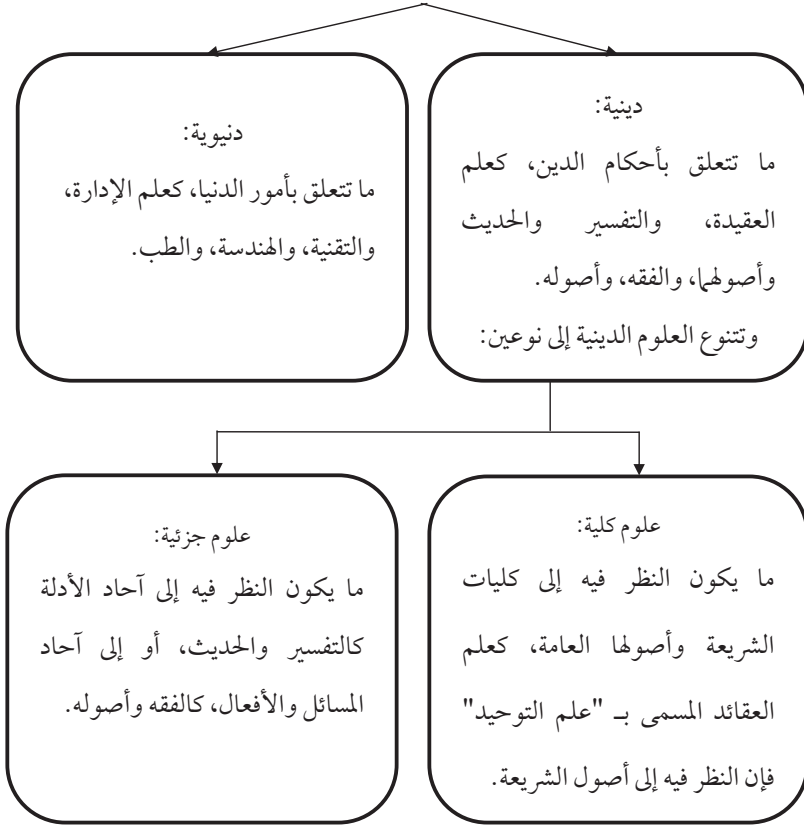 دينية:
ما تتعلق بأحكام الدين، كعلم
العقيدة، والتفسير والحديث
وأصولهما، والفقه، وأصوله.
وتتنوع العلوم الدينية إلى نوعين:
دنيوية:
ما تتعلق بأمور الدنيا، كعلم الإدارة،
والتقنية، والهندسة، والطب.
علوم كلية:
ما يكون النظر فيه إلى كليات
الشريعة وأصولها العامة، كعلم
العقائد المسمى بـ "علم التوحيد"
فإن النظر فيه إلى أصول الشريعة.
علوم جزئية:
ما يكون النظر فيه إلى آحاد الأدلة
كالتفسير والحديث، أو إلى آحاد
المسائل والأفعال، كالفقه وأصوله.